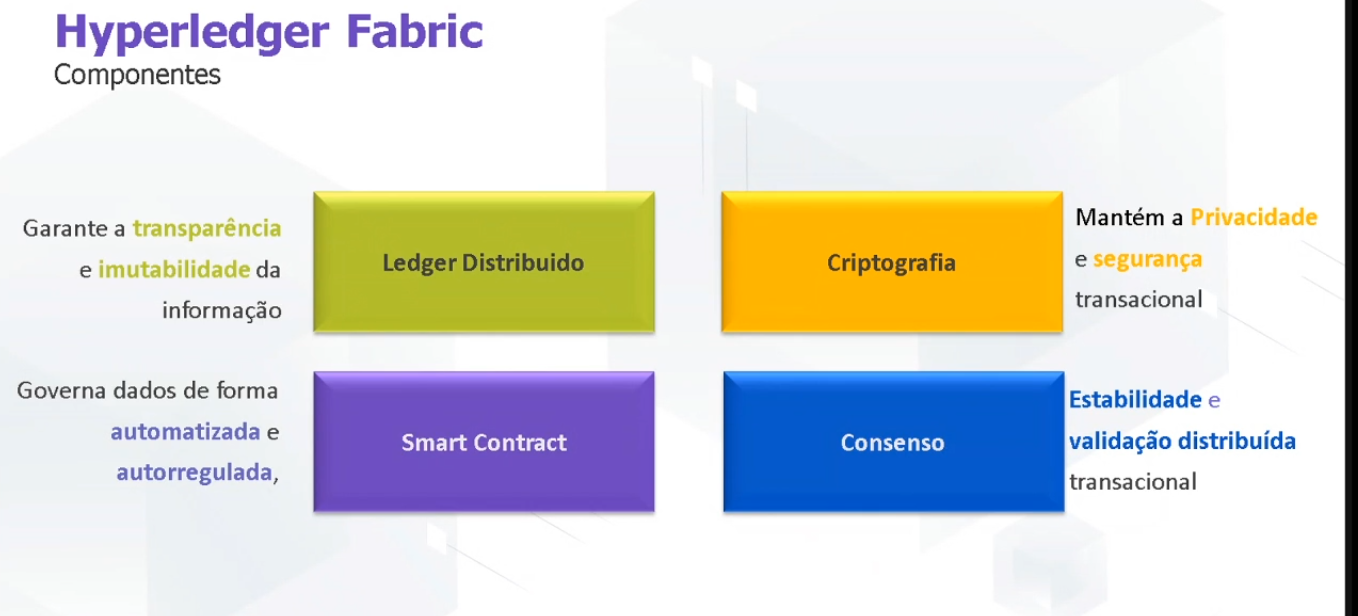 Hyperledger Fabric
Componentes
Garante a transparência
e imutabilidade da
informação
Ledger Distribuido
Criptografia
Mantém a Privacidade
e segurança
transacional
Governa dados de forma
automatizada e
autorregulada,
Smart Contract
Consenso
Estabilidade e
validação distribuída
transacional